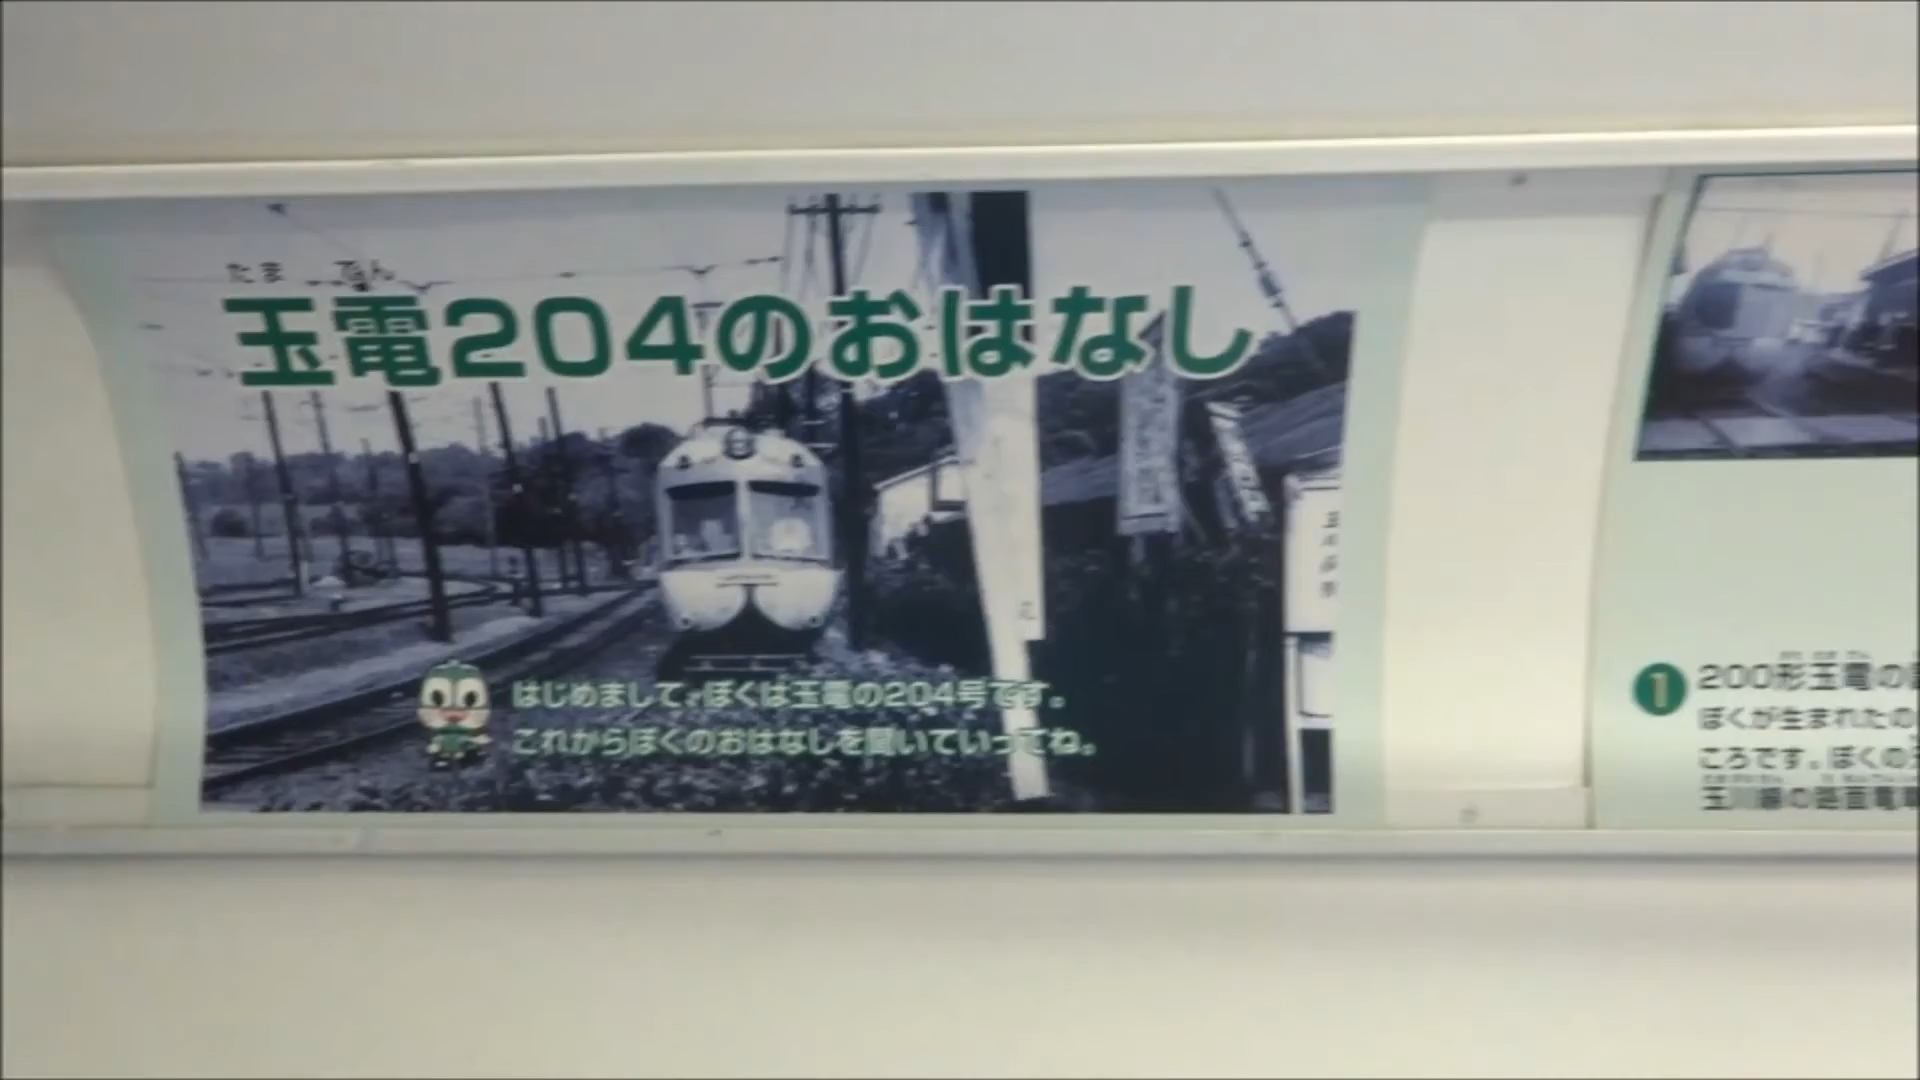 たま でん
玉電204のおはなし
はじめまして、ぼくは玉電の204号です。
これからぼくのおはなしを聞いていってね。
1 200形玉電の
ぼくが生まれたの
ころです。ぼくの
玉川線の路面電車